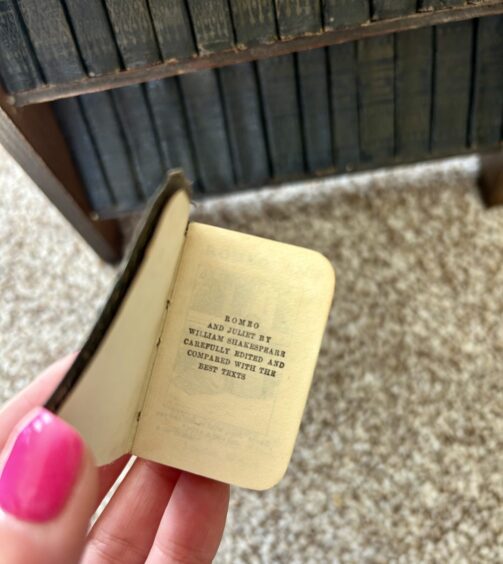 ROMEO
AND JULIET BY
WILLIAM SHAKESPEARE
CAREFULLY EDITED AND
COMPARED WITH THE
BEST TEXTS